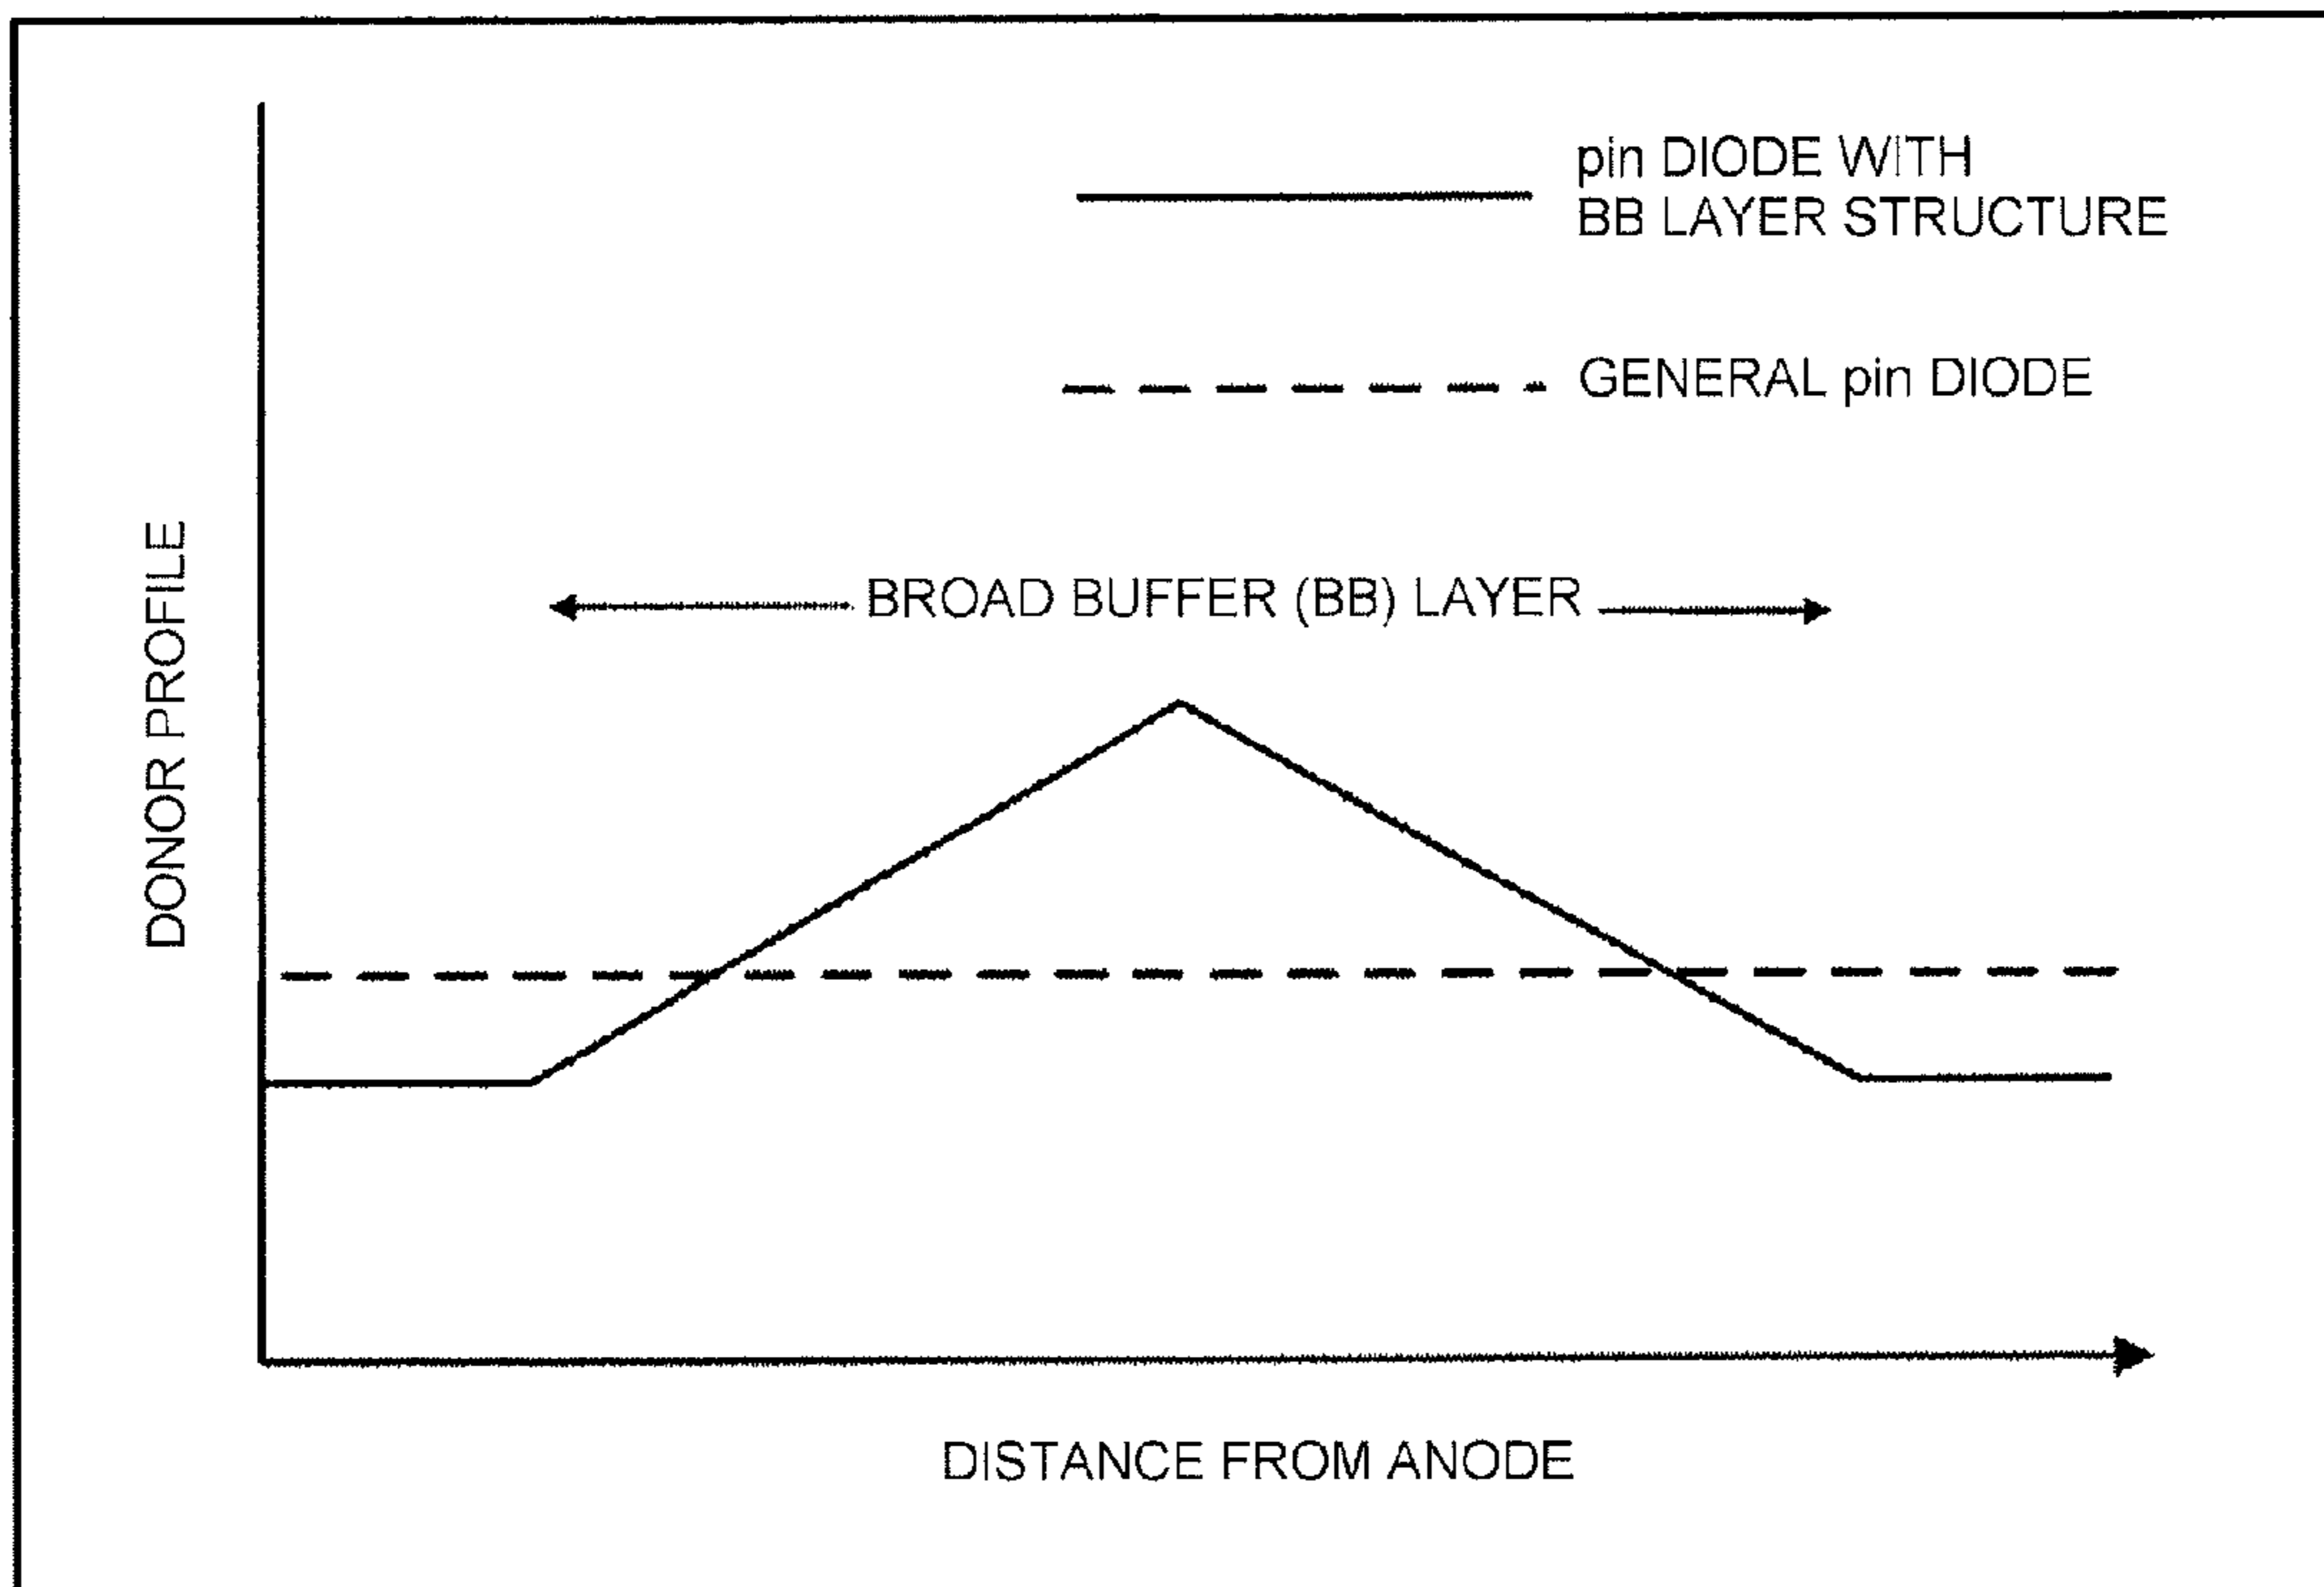 pin DIODE WITH
BB LAYER STRUCTURE
GENERAL pin DIODE
BROAD BUFFER (BB) LAYER
DONOR PROFILE
DISTANCE FROM ANODE